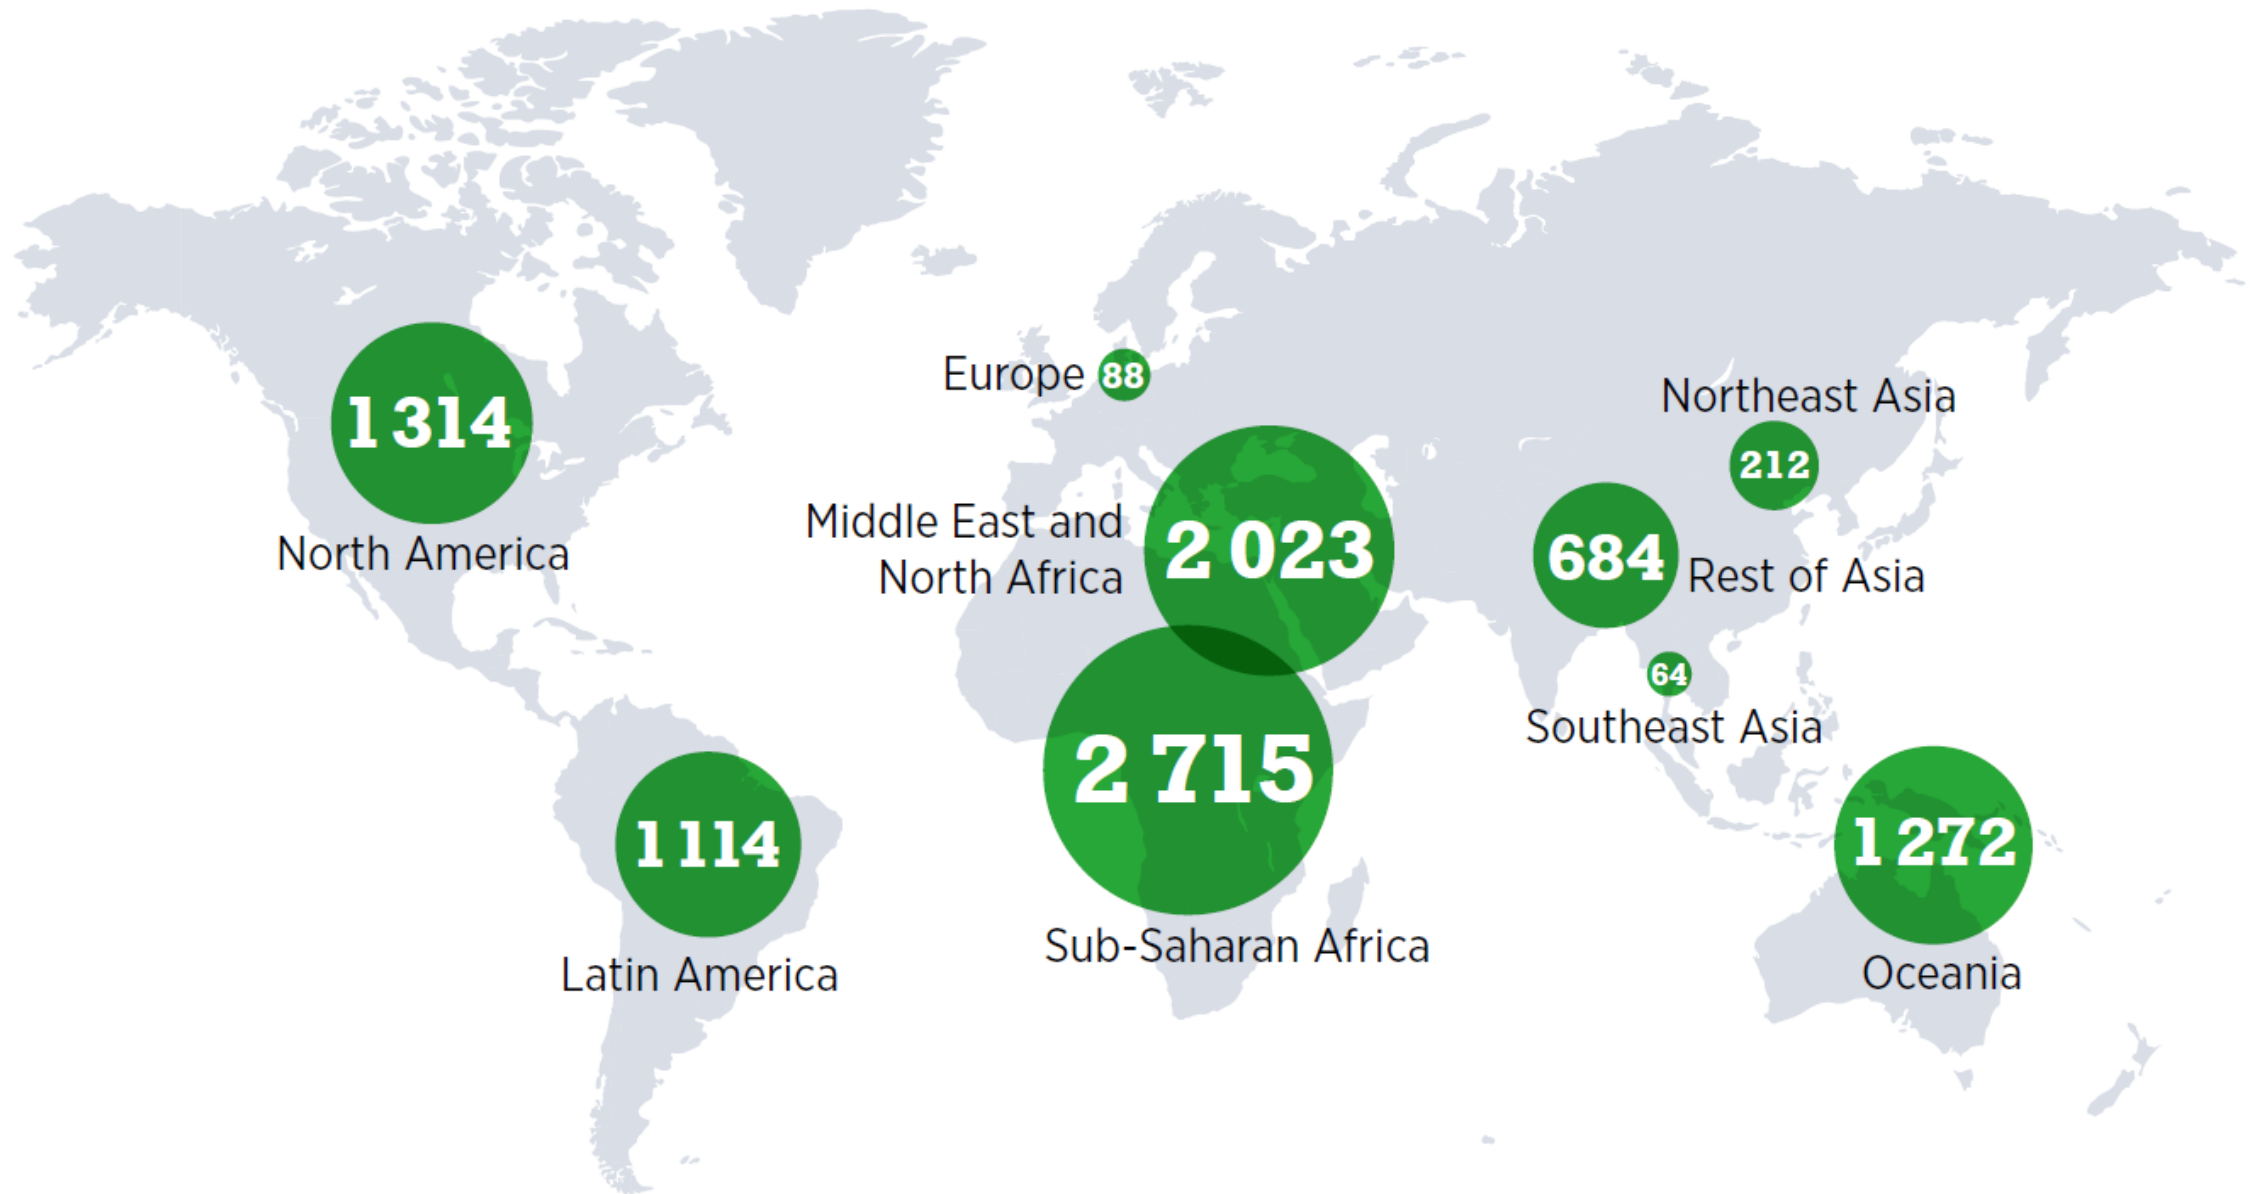 1 314
North America
Europe
88
Northeast Asia
212
Middle East and
North Africa
2 023
684
Rest of Asia
64
Southeast Asia
2 715
Sub-Saharan Africa
1 114
Latin America
1 272
Oceania